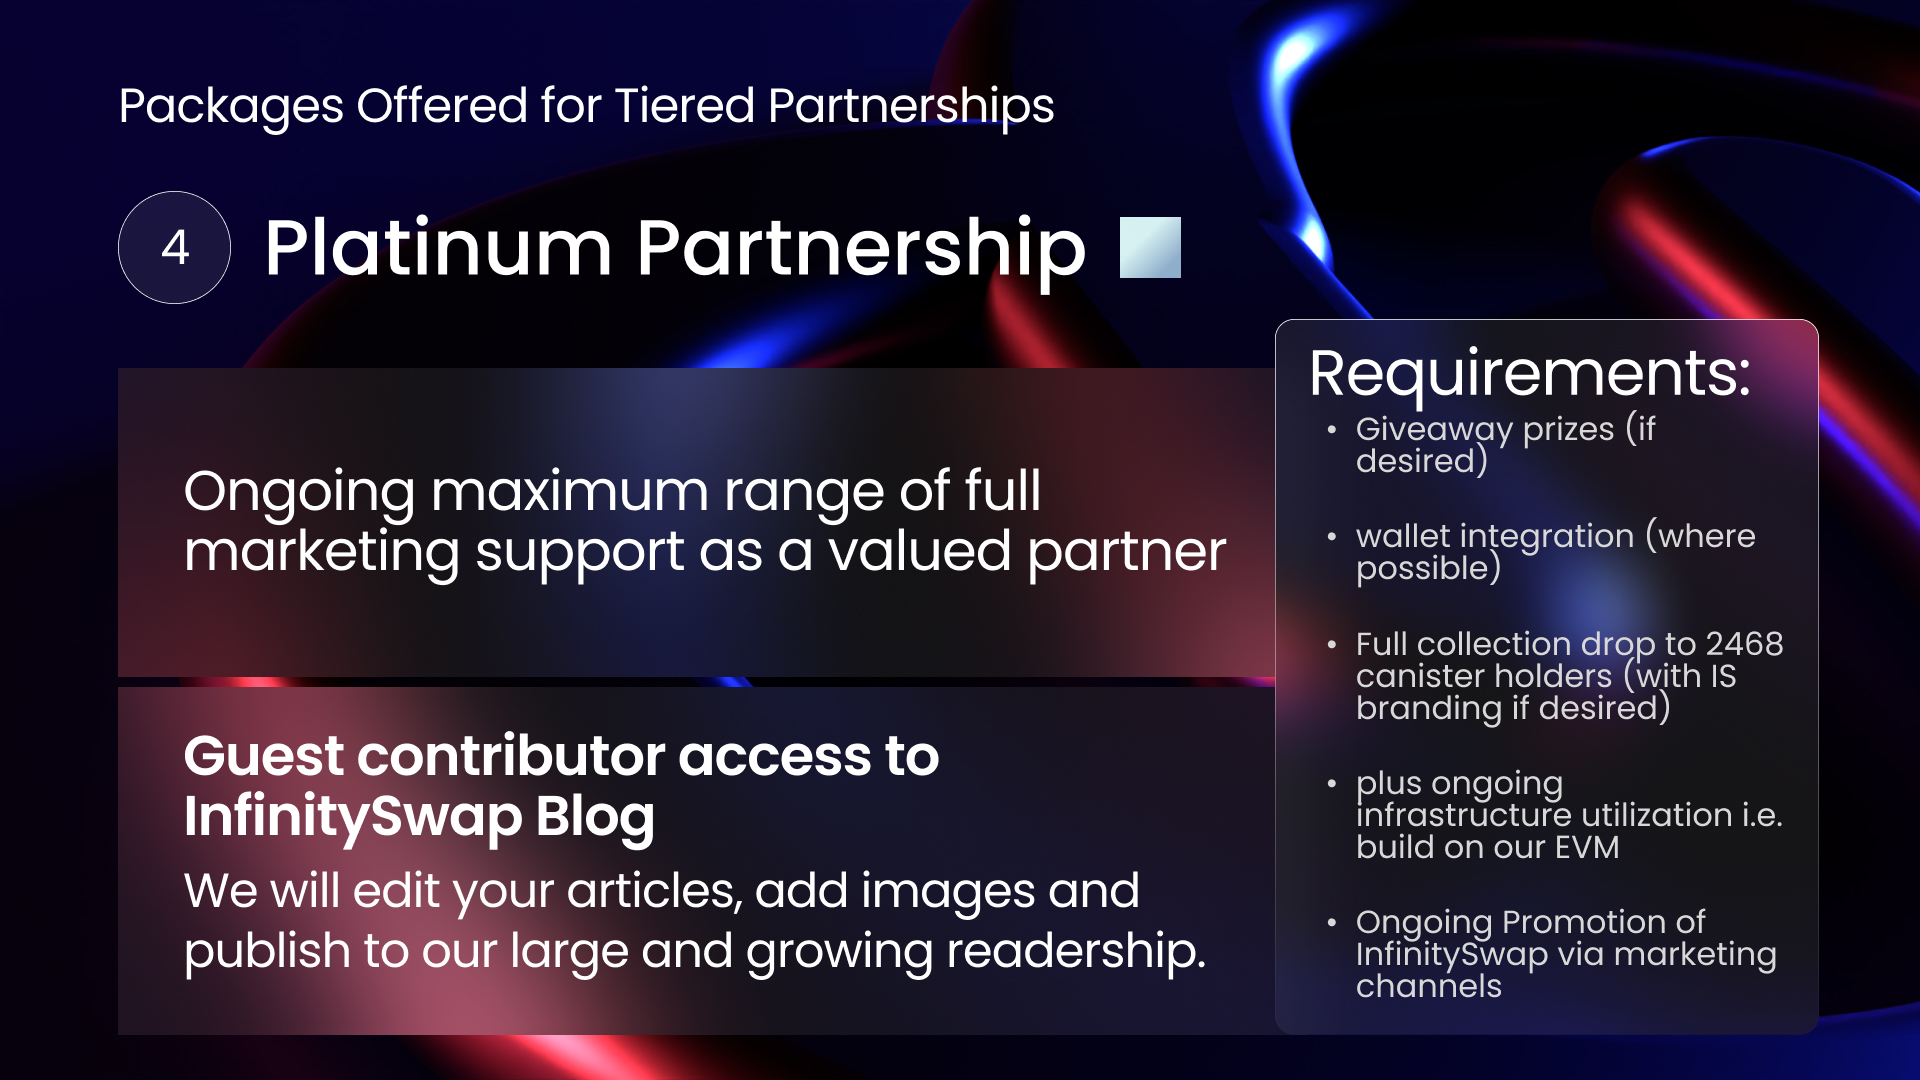 Packages Offered for Tiered Partnerships
4
Platinum Partnership
Ongoing maximum range of full
marketing support as a valued partner
Guest contributor access to
InfinitySwap Blog
We will edit your articles, add images and
publish to our large and growing readership.
Requirements:
• Giveaway prizes (if
desired)
• wallet integration (where
possible)
• Full collection drop to 2468
canister holders (with IS
branding if desired)
• plus ongoing
infrastructure utilization i.e.
build on our EVM
• Ongoing Promotion of
InfinitySwap via marketing
channels